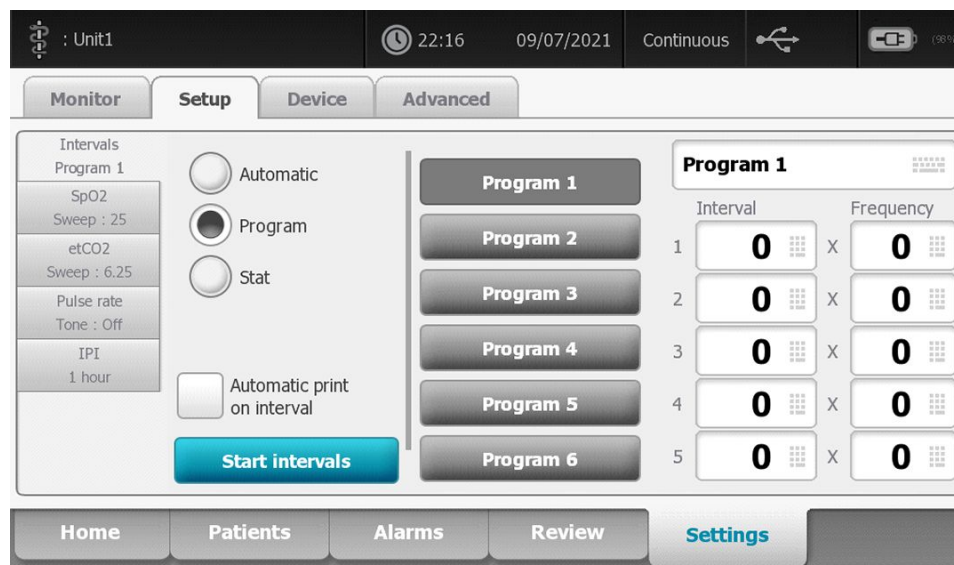 : Unit1
22:16
09/07/2021
Continuous
(98%
Monitor
Setup
Device
Advanced
Intervals
Program 1
SpO2
Sweep : 25
etCO2
Sweep : 6.25
Pulse rate
Tone : Off
IPI
1 hour
Automatic
Program
Stat
Automatic print
on interval
Start intervals
Program 1
Program 2
Program 3
Program 4
Program 5
Program 6
Program 1
Interval Frequency
1 0 X 0
2 0 X 0
3 0 X 0
4 0 X 0
5 0 X 0
Home
Patients
Alarms
Review
Settings